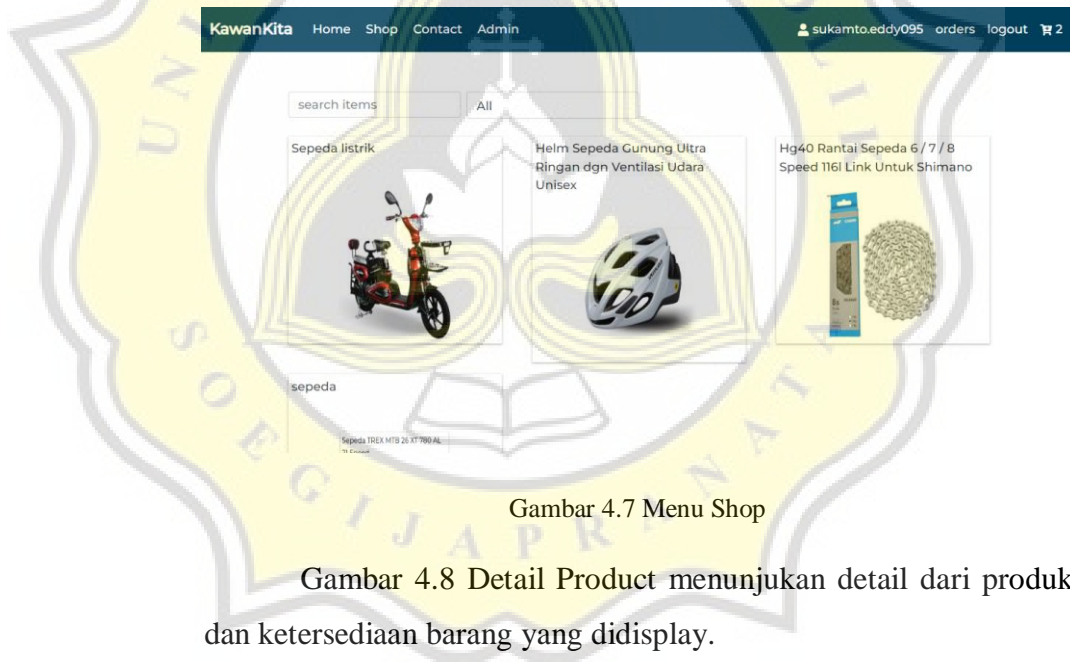 KawanKita Home Shop Contact Admin sukamto.eddy095 orders logout 2
search items All
Sepeda listrik
Helm Sepeda Gunung Ultra
Ringan dgn Ventilasi Udara
Unisex
Hg40 Rantai Sepeda 6 / 7 / 8
Speed 116l Link Untuk Shimano
sepeda
Sepeda TREX MTB 26 XT 780 AL
Gambar 4.7 Menu Shop
Gambar 4.8 Detail Product menunjukan detail dari produk
dan ketersediaan barang yang didisplay.
SOEGIJAPRANATA